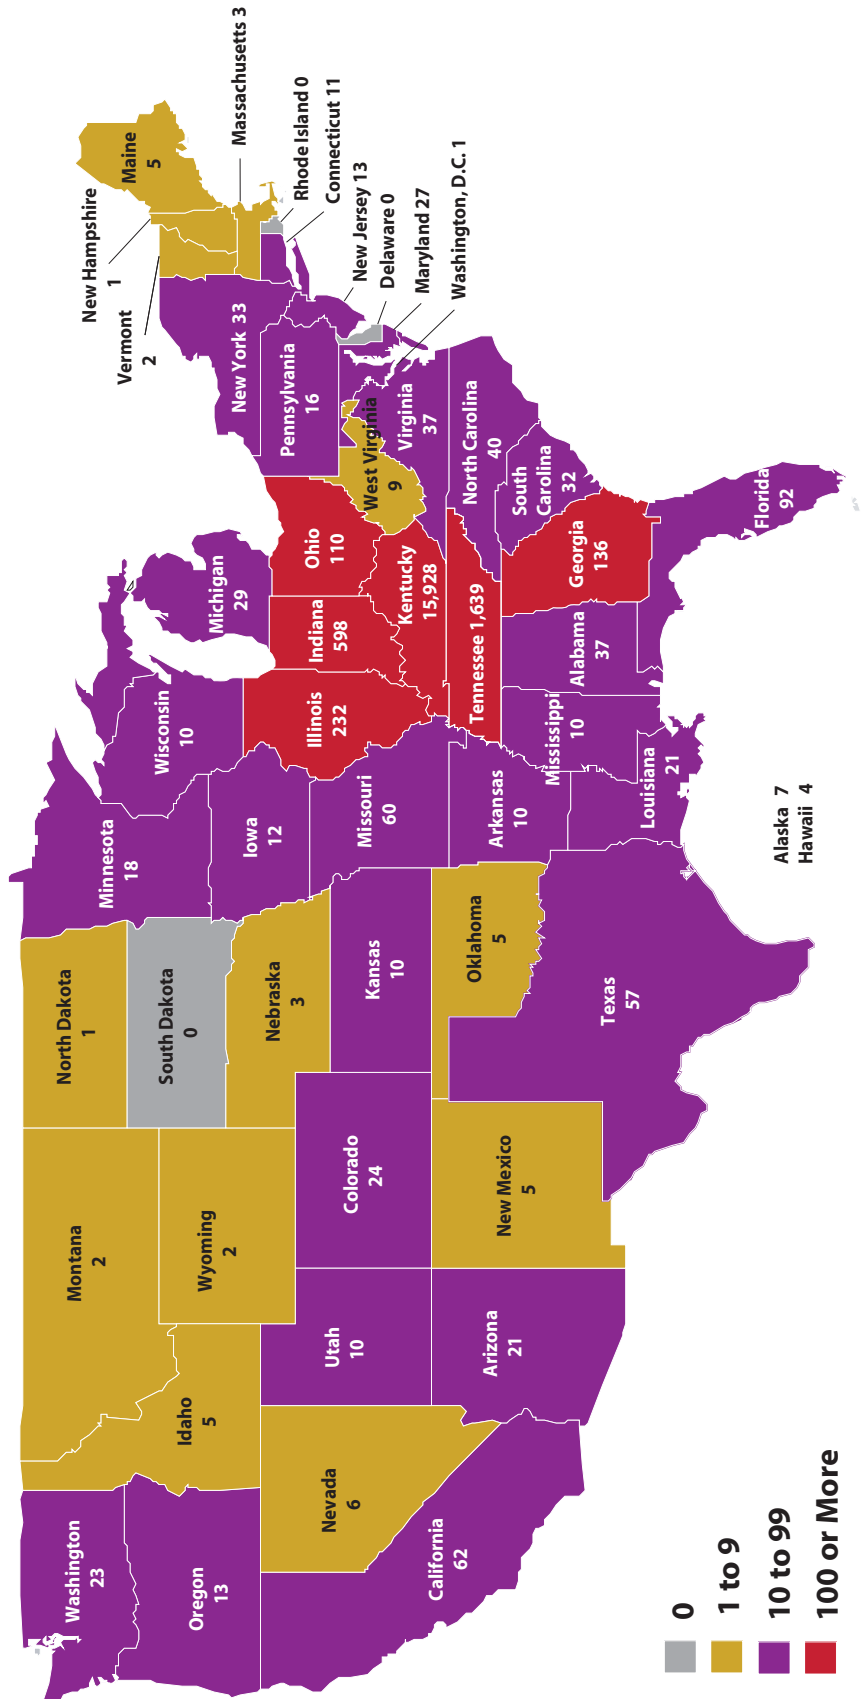 Washington
23
Oregon
13
California
62
Nevada
6
Idaho
5
Montana
2
Wyoming
2
Utah
10
Arizona
21
Colorado
24
New Mexico
5
North Dakota
1
South Dakota
0
Nebraska
3
Kansas
10
Oklahoma
5
Texas
57
Minnesota
18
Iowa
12
Missouri
60
Arkansas
10
Louisiana
21
Wisconsin
10
Illinois
232
Michigan
29
Indiana
598
Ohio
110
Kentucky
15,928
Tennessee 1,639
Mississippi
10
Alabama
37
Georgia
136
Florida
92
South
Carolina
32
North Carolina
40
Virginia
37
West Virginia
9
Pennsylvania
16
New York 33
Vermont
2
New Hampshire
1
Maine
5
Massachusetts 3
Rhode Island 0
Connecticut 11
New Jersey 13
Delaware 0
Maryland 27
Washington, D.C. 1
Alaska 7
Hawaii 4
0
1 to 9
10 to 99
100 or More